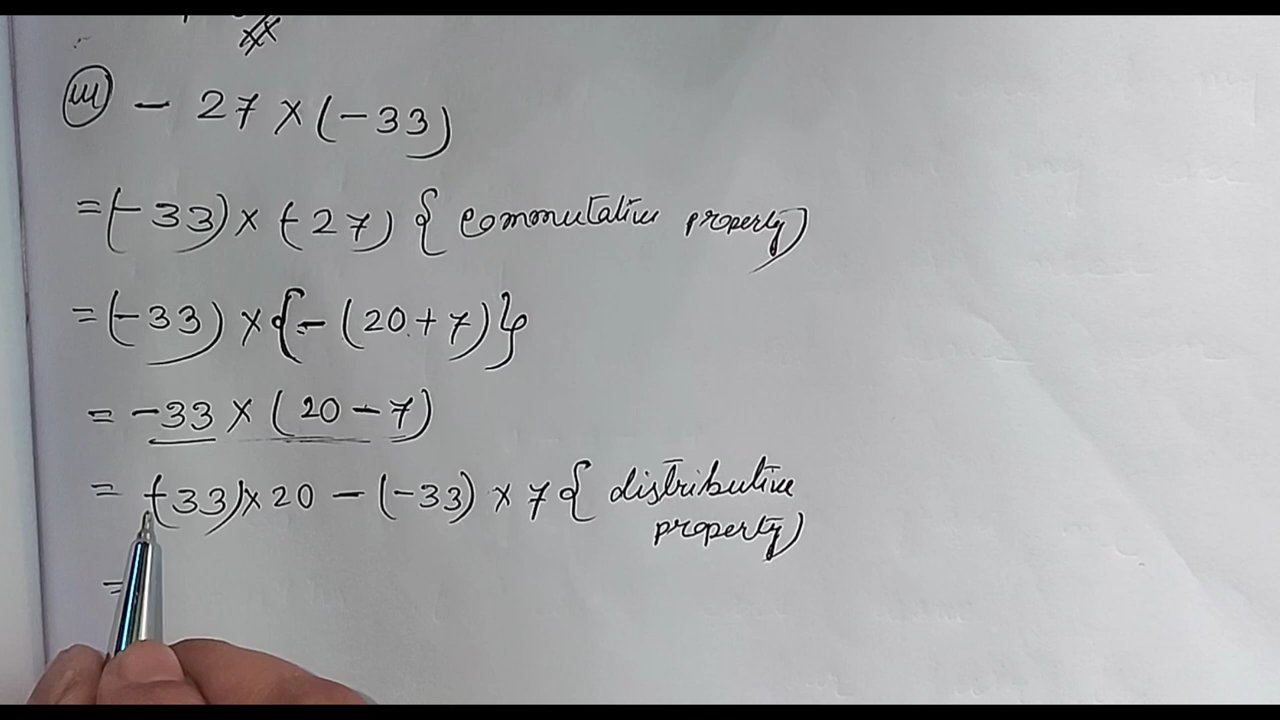 (iii) - 27 × (-33)
= (-33) × (-27) { commutative property)
= (-33) × {- (20+7)}
= -33 × (20-7)
= (-33) × 20 - (-33) × 7 { distributive
property)
=